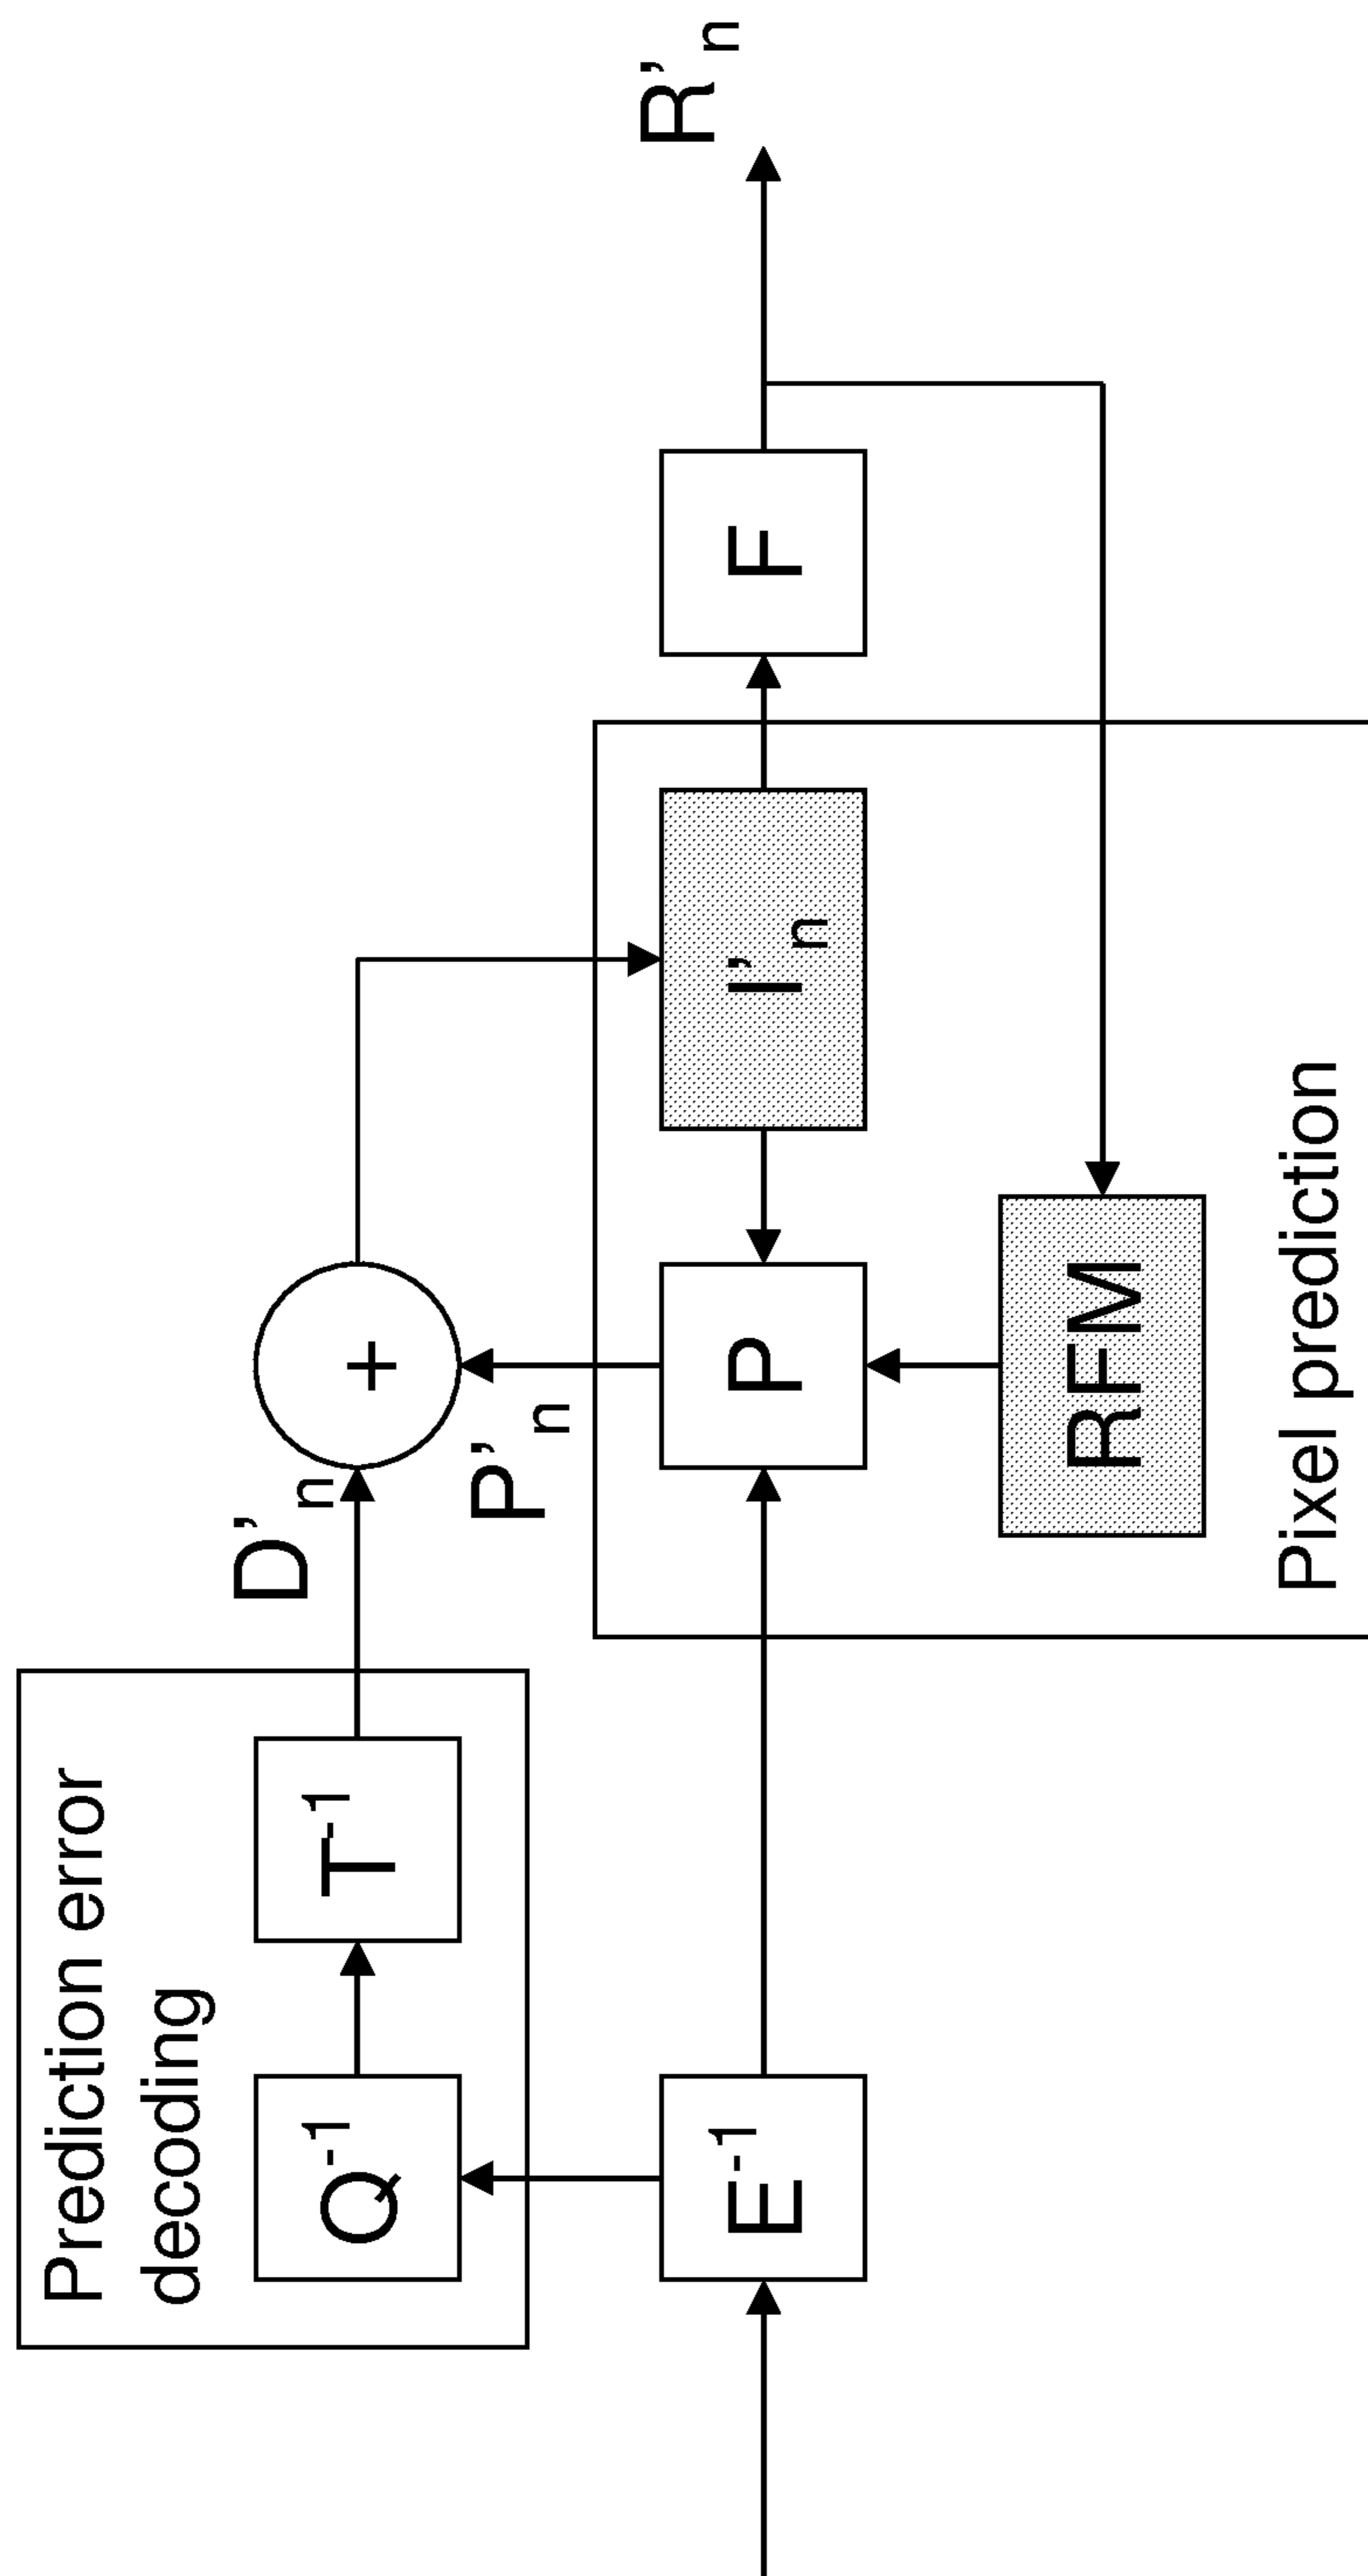 Prediction error
decoding
Q-1
T-1
D'n
+
P'n
E-1
P
I'n
F
R'n
RFM
Pixel prediction